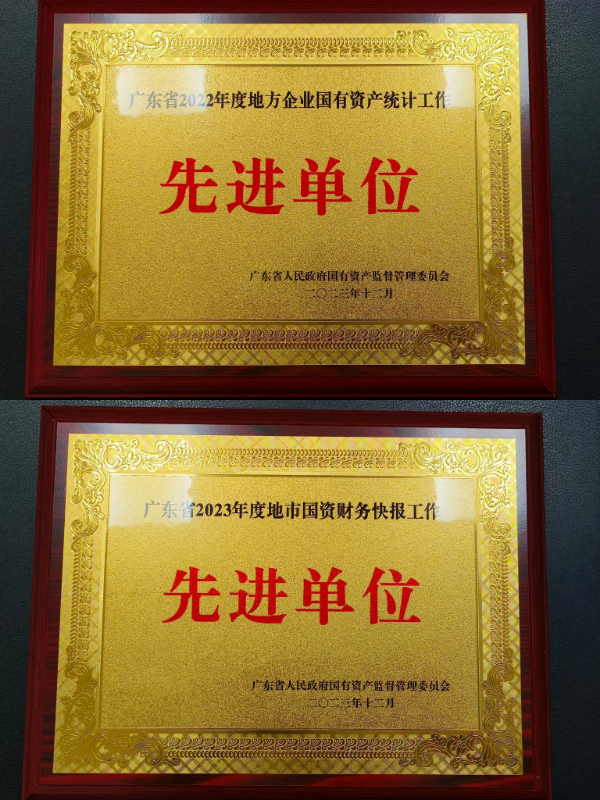 广东省2022年度地方企业国有资产统计工作
先进单位
广东省人民政府国有资产监督管理委员会
二〇二三年十二月
广东省2023年度地市国资财务快报工作
先进单位
广东省人民政府国有资产监督管理委员会
二〇二三年十二月